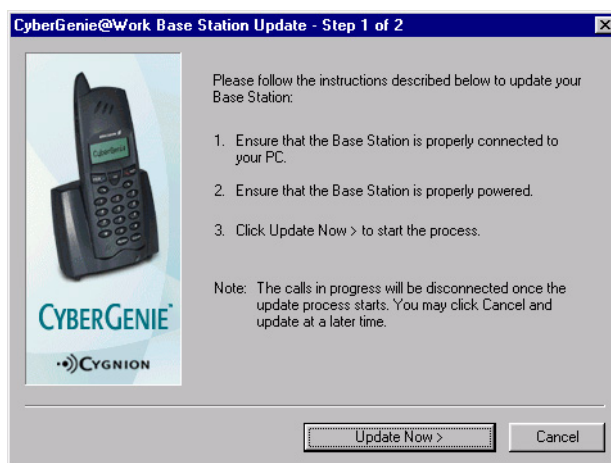 CyberGenie@Work Base Station Update - Step 1 of 2
Please follow the instructions described below to update your
Base Station:
1. Ensure that the Base Station is properly connected to
your PC.
2. Ensure that the Base Station is properly powered.
3. Click Update Now > to start the process.
Note: The calls in progress will be disconnected once the
update process starts. You may click Cancel and
update at a later time.
CyberGenie
CYBERGENIE™
CYGNION
Update Now >
Cancel